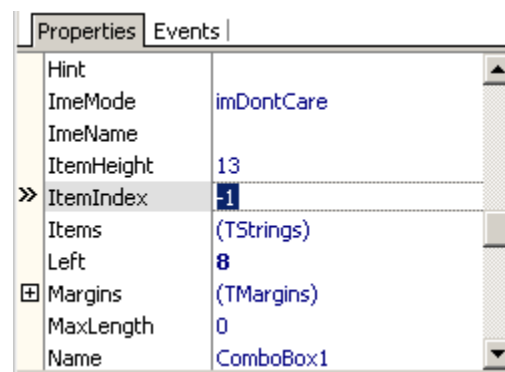 Properties Events
Hint
ImeMode imDontCare
ImeName
ItemHeight 13
ItemIndex -1
Items (TStrings)
Left 8
Margins (TMargins)
MaxLength 0
Name ComboBox1